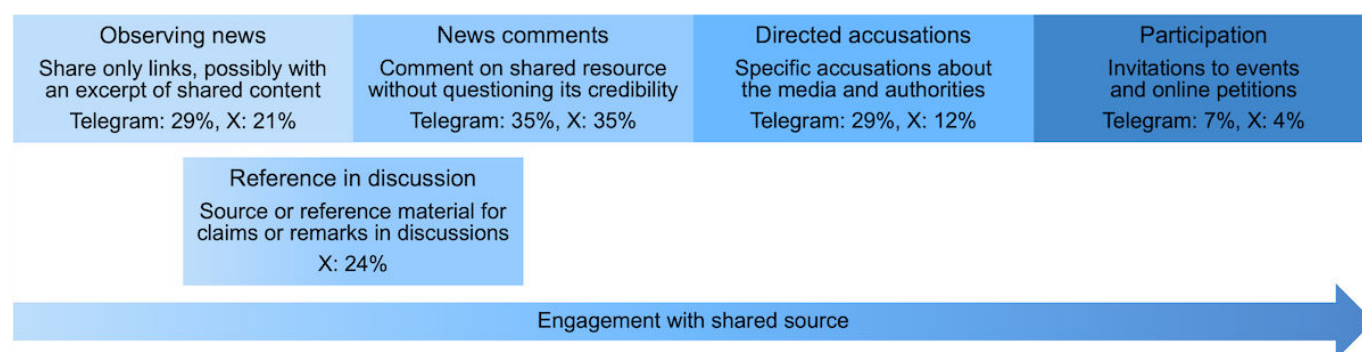 Observing news
Share only links, possibly with
an excerpt of shared content
Telegram: 29%, X: 21%
News comments
Comment on shared resource
without questioning its credibility
Telegram: 35%, X: 35%
Directed accusations
Specific accusations about
the media and authorities
Telegram: 29%, X: 12%
Participation
Invitations to events
and online petitions
Telegram: 7%, X: 4%
Reference in discussion
Source or reference material for
claims or remarks in discussions
X: 24%
Engagement with shared source